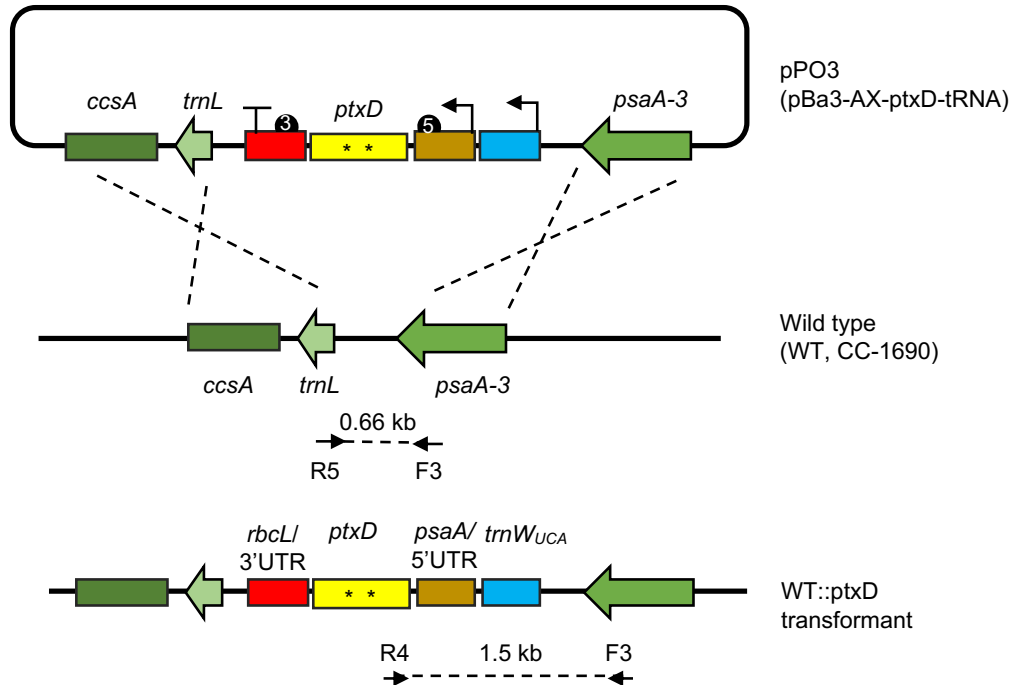 pPO3
(pBa3-AX-ptxD-tRNA)
ccsA trnL ptxD psaA-3
3 5
* *
Wild type
(WT, CC-1690)
ccsA trnL psaA-3
0.66 kb
R5 F3
rbcL/ ptxD psaA/ trnW_UCA
3’UTR 5’UTR
* *
WT::ptxD
transformant
R4 1.5 kb F3